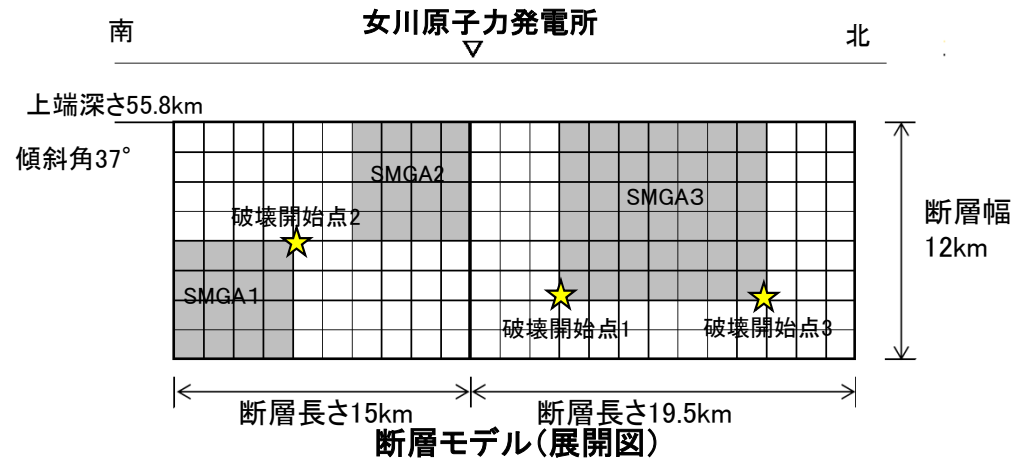 女川原子力発電所
南
北
上端深さ55.8km
傾斜角37°
SMGA2
SMGA3
破壊開始点2
断層幅
12km
SMGA1
破壊開始点1
破壊開始点3
断層長さ15km
断層長さ19.5km
断層モデル(展開図)